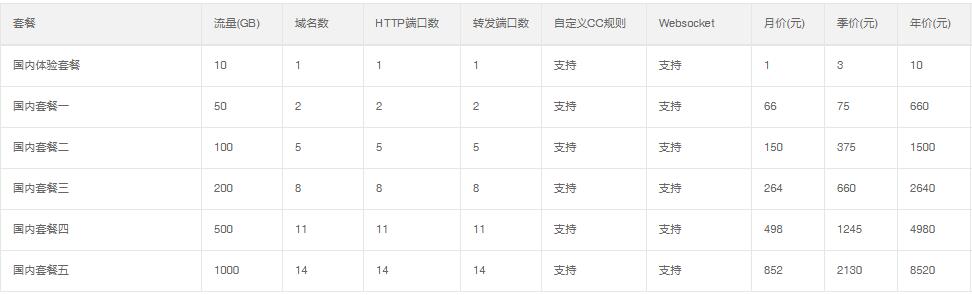 套餐 流量(GB) 域名数 HTTP端口数 转发端口数 自定义CC规则 Websocket 月价(元) 季价(元) 年价(元)
国内体验套餐 10 1 1 1 支持 支持 1 3 10
国内套餐一 50 2 2 2 支持 支持 66 75 660
国内套餐二 100 5 5 5 支持 支持 150 375 1500
国内套餐三 200 8 8 8 支持 支持 264 660 2640
国内套餐四 500 11 11 11 支持 支持 498 1245 4980
国内套餐五 1000 14 14 14 支持 支持 852 2130 8520